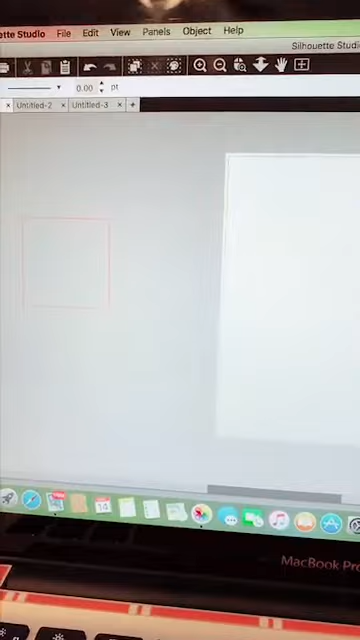 ette Studio File Edit View Panels Object Help
Silhouette Studio
0.00 pt
Untitled-2 Untitled-3
14
MacBook Pro